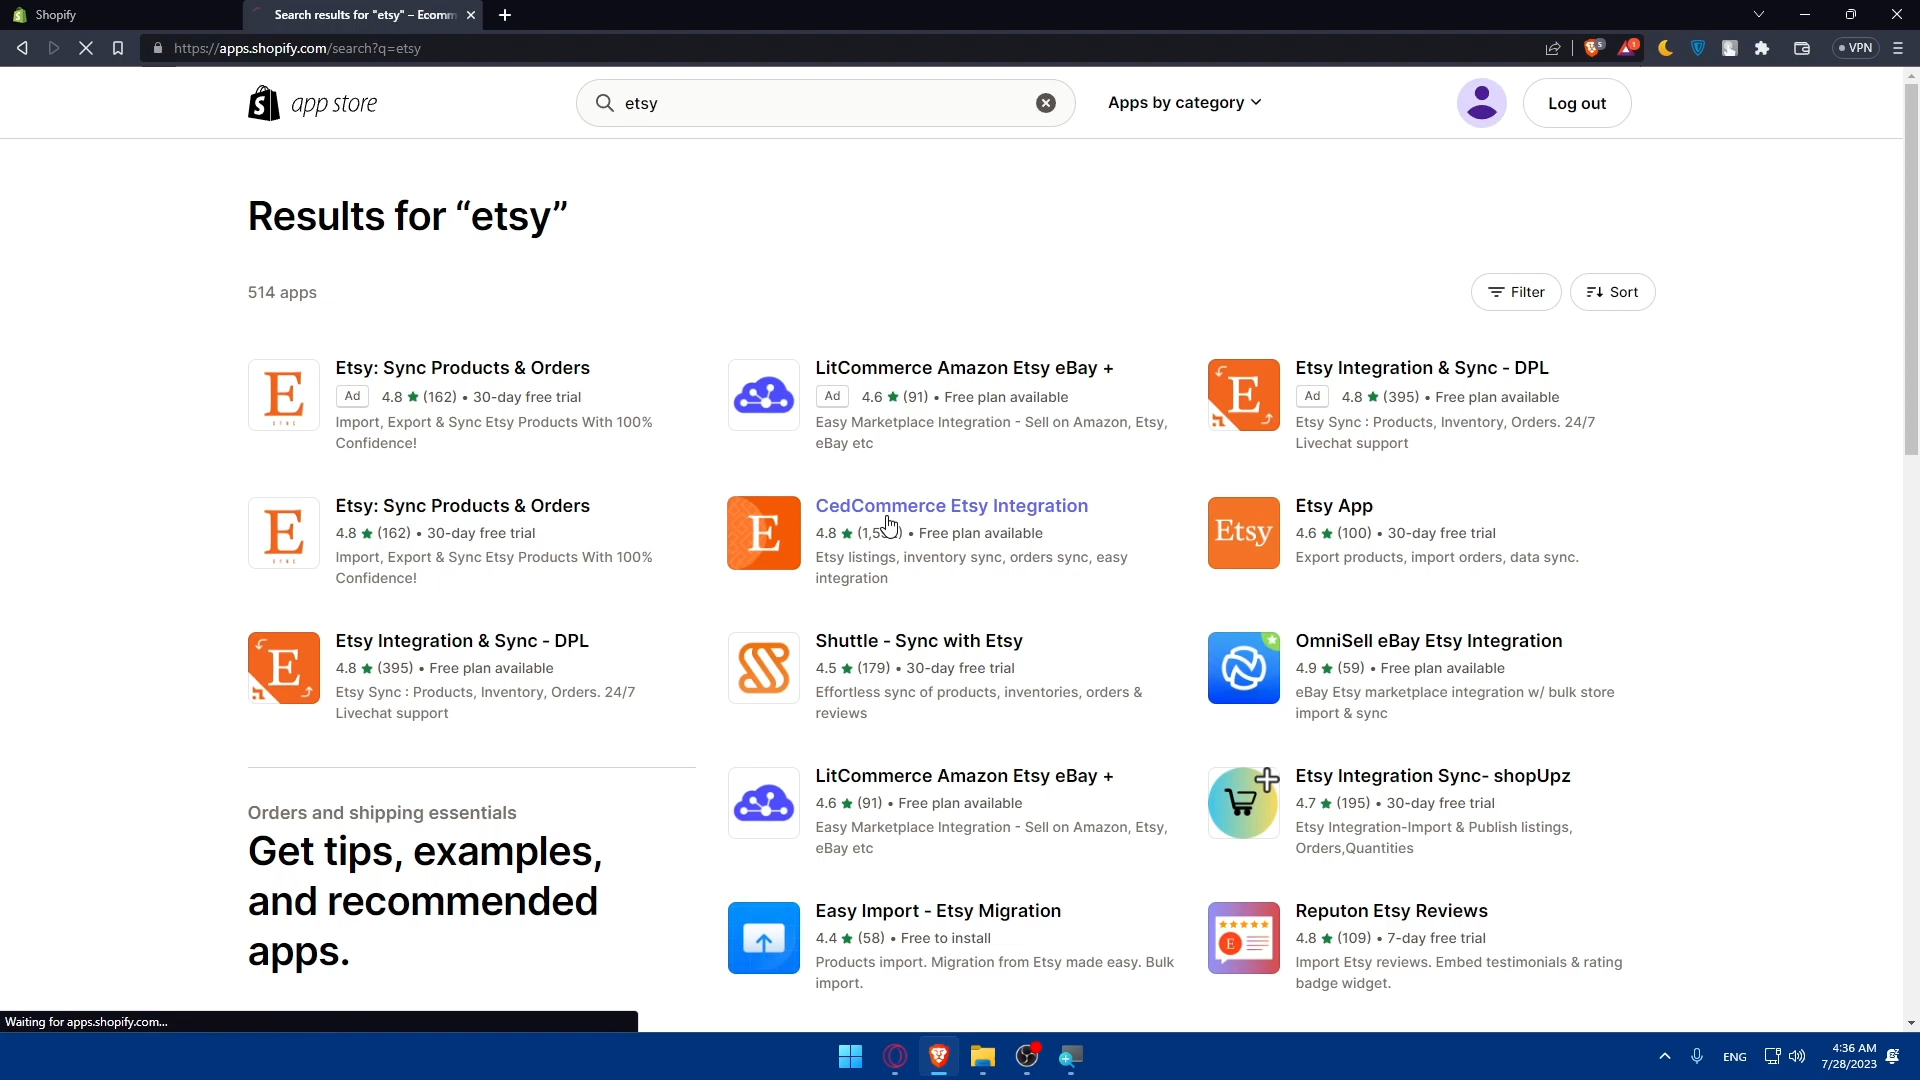 Shopify
Search results for "etsy" – Ecomm
https://apps.shopify.com/search?q=etsy
5
1
VPN
app store
etsy
Apps by category
Log out
Results for “etsy”
514 apps
Filter
Sort
E
SYNC
Etsy: Sync Products & Orders
Ad 4.8 ★ (162) • 30-day free trial
Import, Export & Sync Etsy Products With 100%
Confidence!
LitCommerce Amazon Etsy eBay +
Ad 4.6 ★ (91) • Free plan available
Easy Marketplace Integration - Sell on Amazon, Etsy,
eBay etc
E
Etsy Integration & Sync - DPL
Ad 4.8 ★ (395) • Free plan available
Etsy Sync : Products, Inventory, Orders. 24/7
Livechat support
E
SYNC
Etsy: Sync Products & Orders
4.8 ★ (162) • 30-day free trial
Import, Export & Sync Etsy Products With 100%
Confidence!
E
CedCommerce Etsy Integration
4.8 ★ • Free plan available
Etsy listings, inventory sync, orders sync, easy
integration
Etsy
Etsy App
4.6 ★ (100) • 30-day free trial
Export products, import orders, data sync.
E
Etsy Integration & Sync - DPL
4.8 ★ (395) • Free plan available
Etsy Sync : Products, Inventory, Orders. 24/7
Livechat support
Shuttle - Sync with Etsy
4.5 ★ (179) • 30-day free trial
Effortless sync of products, inventories, orders &
reviews
OmniSell eBay Etsy Integration
4.9 ★ (59) • Free plan available
eBay Etsy marketplace integration w/ bulk store
import & sync
Orders and shipping essentials
Get tips, examples,
and recommended
apps.
LitCommerce Amazon Etsy eBay +
4.6 ★ (91) • Free plan available
Easy Marketplace Integration - Sell on Amazon, Etsy,
eBay etc
Etsy Integration Sync- shopUpz
4.7 ★ (195) • 30-day free trial
Etsy Integration-Import & Publish listings,
Orders,Quantities
Easy Import - Etsy Migration
4.4 ★ (58) • Free to install
Products import. Migration from Etsy made easy. Bulk
import.
E
Reputon Etsy Reviews
4.8 ★ (109) • 7-day free trial
Import Etsy reviews. Embed testimonials & rating
badge widget.
Waiting for apps.shopify.com...
ENG
4:36 AM
7/28/2023